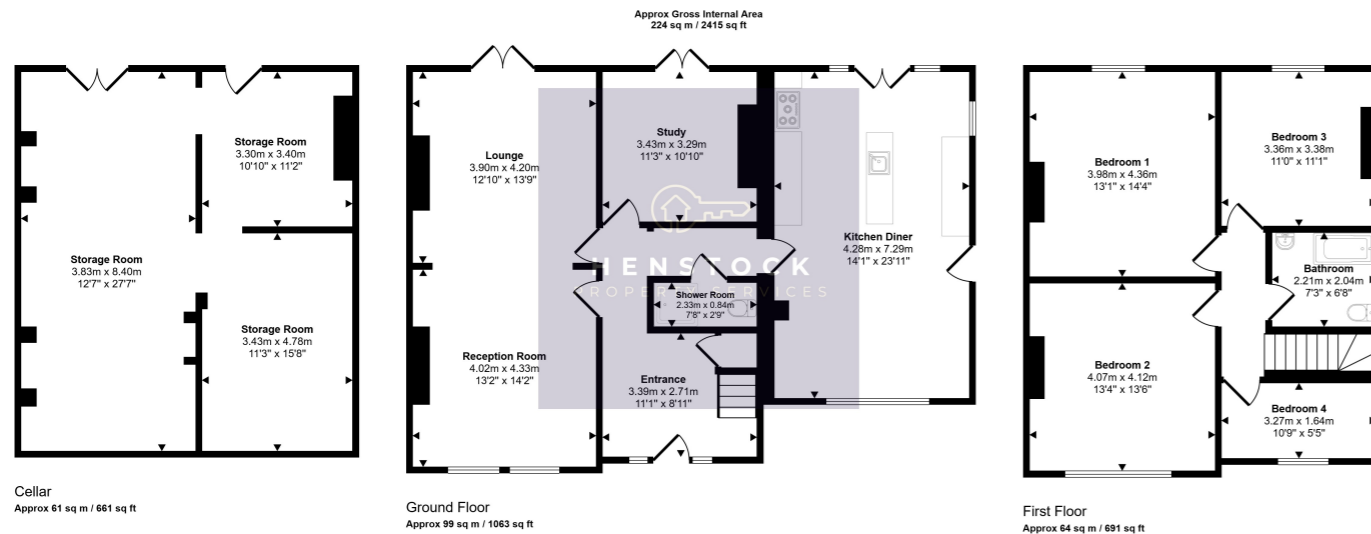 Approx Gross Internal Area
224 sq m / 2415 sq ft
Storage Room
3.30m x 3.40m
10'10" x 11'2"
Storage Room
3.83m x 8.40m
12'7" x 27'7"
Storage Room
3.43m x 4.78m
11'3" x 15'8"
Cellar
Approx 61 sq m / 661 sq ft
Lounge
3.90m x 4.20m
12'10" x 13'9"
Study
3.43m x 3.29m
11'3" x 10'10"
Kitchen Diner
4.28m x 7.29m
14'1" x 23'11"
HENSTOCK
PROPERTY SERVICES
Shower Room
2.33m x 0.84m
7'8" x 2'9"
Reception Room
4.02m x 4.33m
13'2" x 14'2"
Entrance
3.39m x 2.71m
11'1" x 8'11"
Ground Floor
Approx 99 sq m / 1063 sq ft
Bedroom 1
3.98m x 4.36m
13'1" x 14'4"
Bedroom 3
3.36m x 3.38m
11'0" x 11'1"
Bathroom
2.21m x 2.04m
7'3" x 6'8"
Bedroom 2
4.07m x 4.12m
13'4" x 13'6"
Bedroom 4
3.27m x 1.64m
10'9" x 5'5"
First Floor
Approx 64 sq m / 691 sq ft